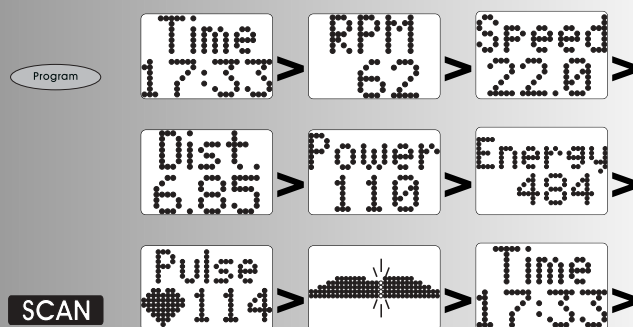 Program
Time
17:33
>
RPM
62
>
Speed
22.0
>
Dist.
6.85
>
Power
110
>
Energy
484
>
Pulse
114
>
>
Time
17:33
>
SCAN